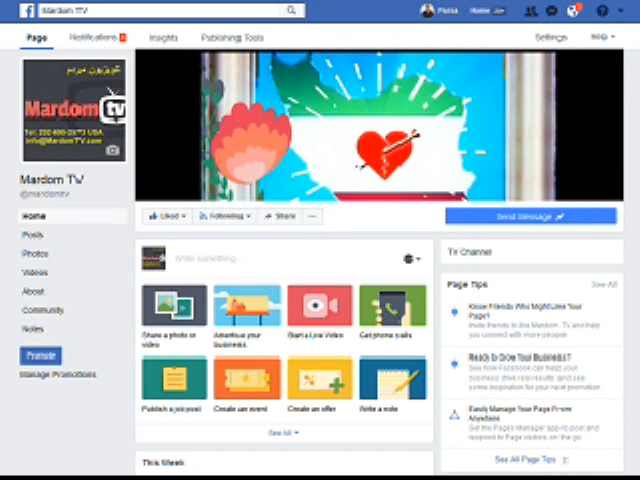 Mardom TV
Home
Page
Notifications
Insights
Publishing Tools
Settings
Help
تلویزیون مردم
Mardom tv
info@MardomTV.com
Mardom TV
@mardomtv
Home
Posts
Photos
Videos
About
Community
Notes
Promote
Manage Promotions
Liked
Following
Share
Send Message
Write something...
Share a photo or video
Advertise your business
Start a Live Video
Get phone calls
Publish a job post
Create an event
Create an offer
Write a note
See All
This Week
TV Channel
Page Tips
See All
Know Friends Who Might Like Your Page?
Invite friends to like Mardom TV and help you connect with more people
Ready to Grow Your Business?
See how Facebook can help your business drive real results and see some inspiration for your next promotion
Easily Manage Your Page From Anywhere
Get the Pages Manager app to post and respond to Page visitors on the go.
See All Page Tips